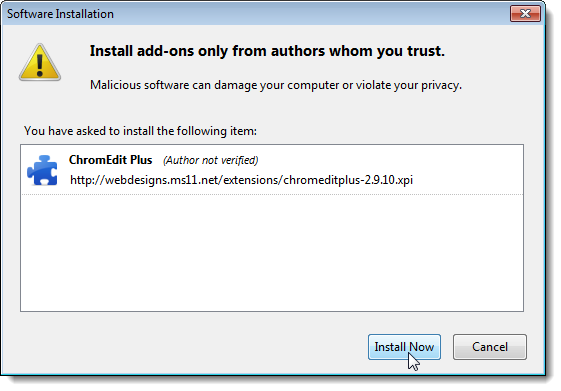 Software Installation
Install add-ons only from authors whom you trust.
Malicious software can damage your computer or violate your privacy.
You have asked to install the following item:
ChromEdit Plus (Author not verified)
http://webdesigns.ms11.net/extensions/chromeditplus-2.9.10.xpi
Install Now Cancel